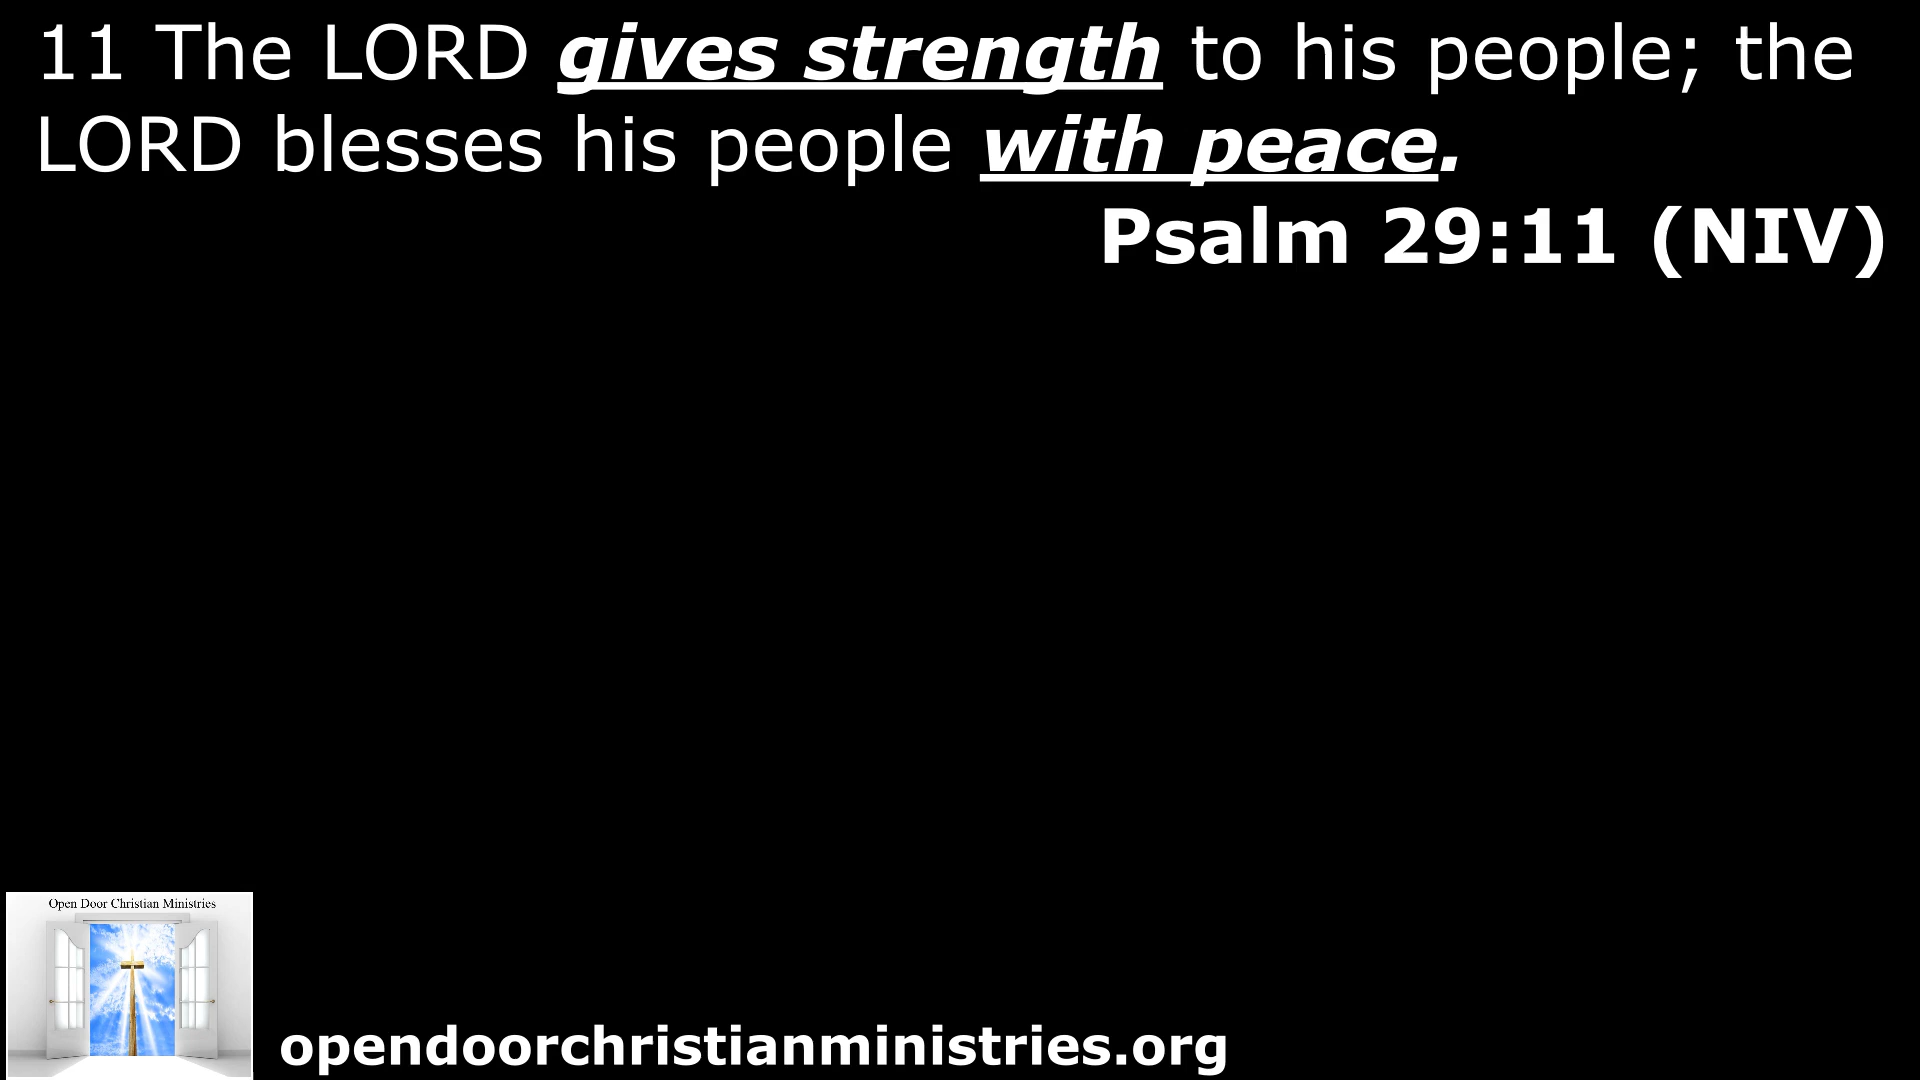 11 The LORD gives strength to his people; the
LORD blesses his people with peace.
Psalm 29:11 (NIV)
Open Door Christian Ministries
opendoorchristianministries.org